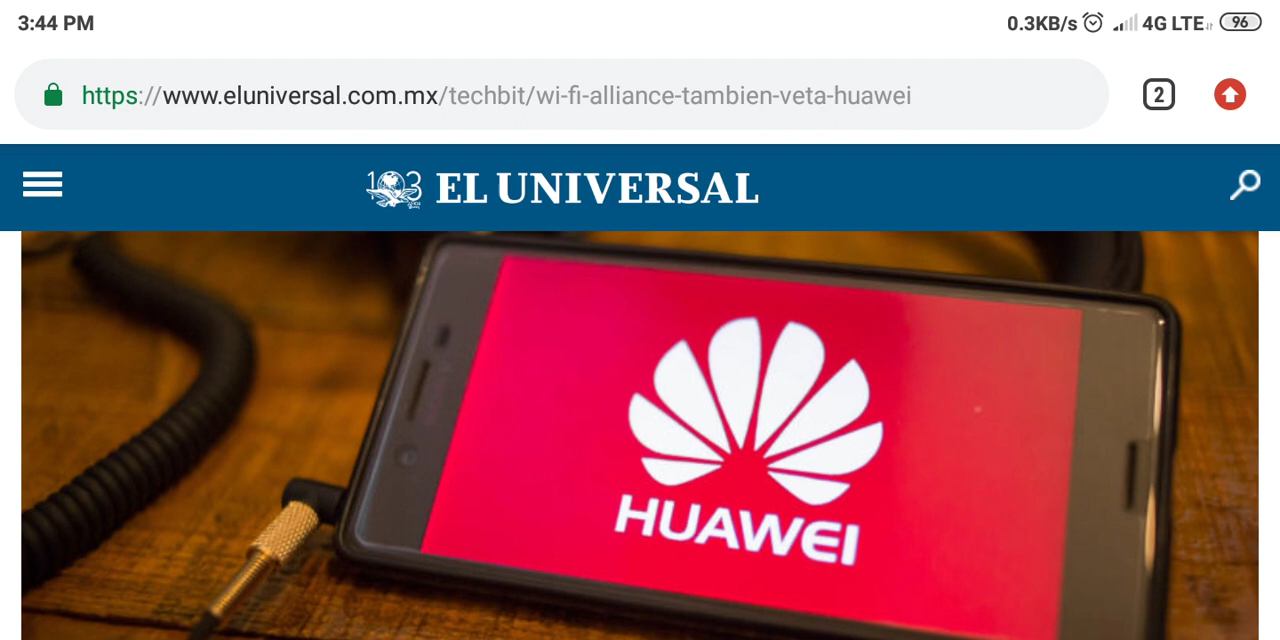 3:44 PM 0.3KB/s 4G LTE 96
https://www.eluniversal.com.mx/techbit/wi-fi-alliance-tambien-veta-huawei 2
103 EL UNIVERSAL
HUAWEI